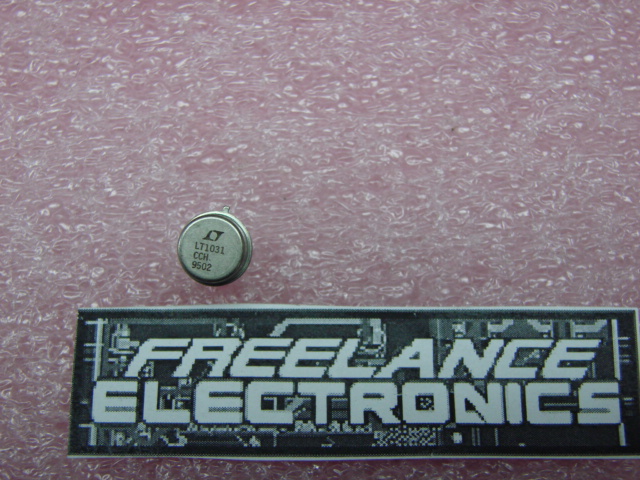 LT1031
CCH
9502
FREELANCE
ELECTRONICS